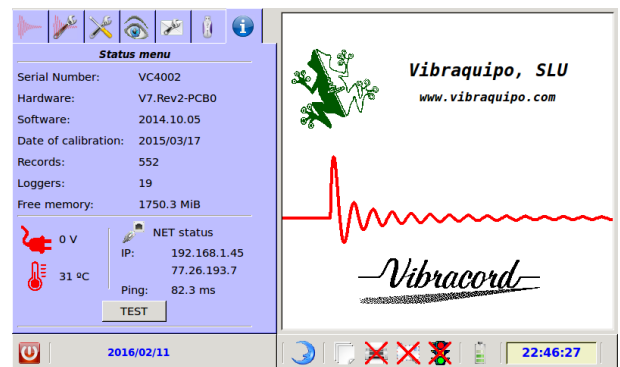 Status menu
Serial Number: VC4002
Hardware: V7.Rev2-PCB0
Software: 2014.10.05
Date of calibration: 2015/03/17
Records: 552
Loggers: 19
Free memory: 1750.3 MiB
0 V
NET status
IP: 192.168.1.45
77.26.193.7
31 ºC
Ping: 82.3 ms
TEST
2016/02/11
Vibraquipo, SLU
www.vibraquipo.com
Vibracord
22:46:27